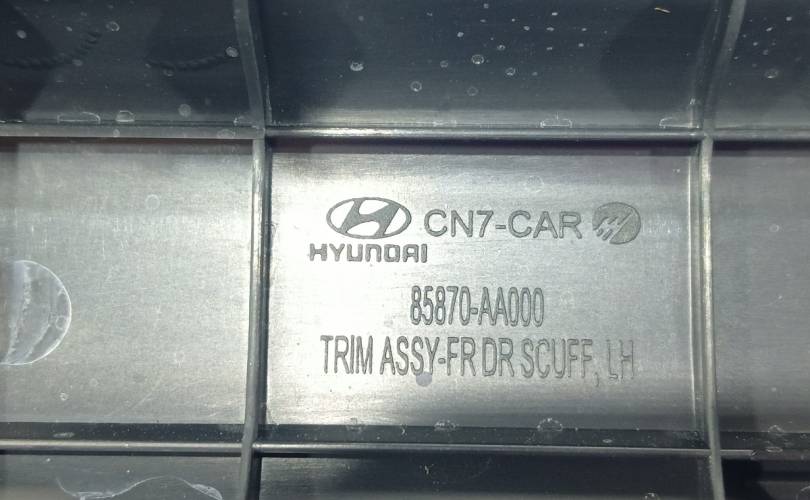 CN7-CAR
HYUNDAI
85870-AA000
TRIM ASSY-FR DR SCUFF, LH